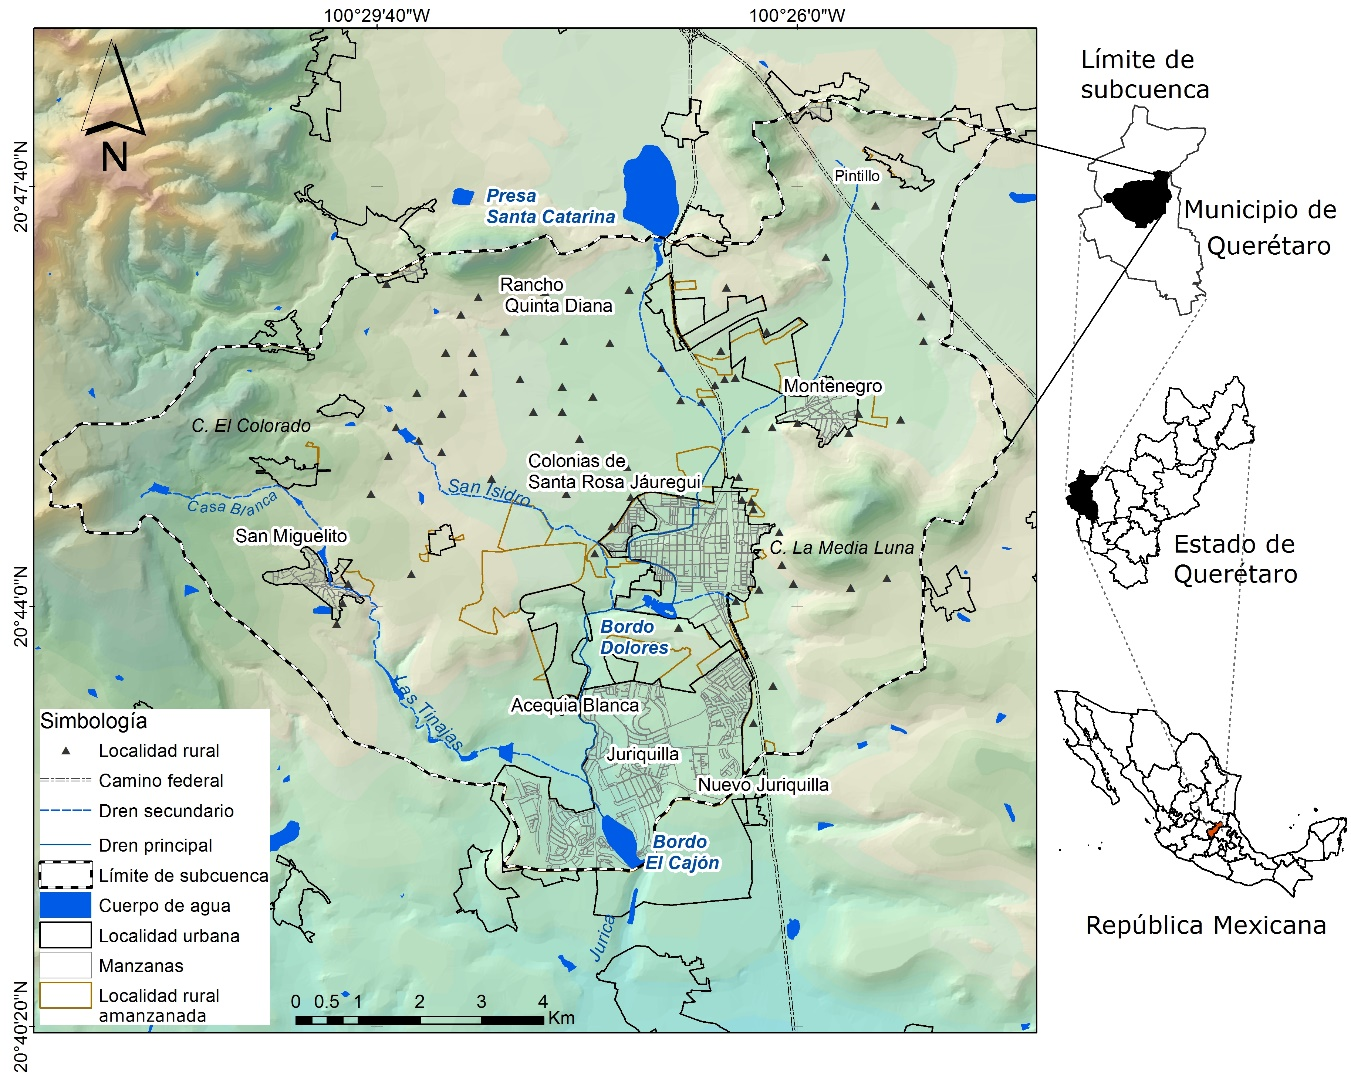 100°29'40"W
100°26'0"W
20°47'40"N
20°44'0"N
20°40'20"N
N
Presa
Santa Catarina
Pintillo
Rancho
Quinta Diana
Montenegro
C. El Colorado
Colonias de
Santa Rosa Jáuregui
San Isidro
Casa Blanca
San Miguelito
C. La Media Luna
Bordo
Dolores
Las Tinajas
Acequia Blanca
Juriquilla
Nuevo Juriquilla
Bordo
El Cajón
Jurica
Simbología
Localidad rural
Camino federal
Dren secundario
Dren principal
Límite de subcuenca
Cuerpo de agua
Localidad urbana
Manzanas
Localidad rural
amanzanada
0 0.5 1 2 3 4
Km
Límite de
subcuenca
Municipio de
Querétaro
Estado de
Querétaro
República Mexicana